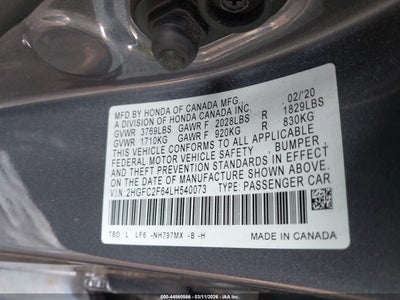 MFD BY HONDA OF CANADA MFG. 02/'20
A DIVISION OF HONDA CANADA INC.
GVWR 3769LBS GAWR F 2028LBS R 1829LBS
GVWR 1710KG GAWR F 920KG R 830KG
THIS VEHICLE CONFORMS TO ALL APPLICABLE
FEDERAL MOTOR VEHICLE SAFETY, BUMPER
AND THEFT PREVENTION STANDARDS IN EFFECT
ON THE DATE OF MANUFACTURE SHOWN ABOVE.
V.I.N: 2HGFC2F64LH540073 TYPE: PASSENGER CAR
TBD L LF6 -NH797MX -B -H MADE IN CANADA
000-44560566 - 03/11/2026 - IAA Inc.